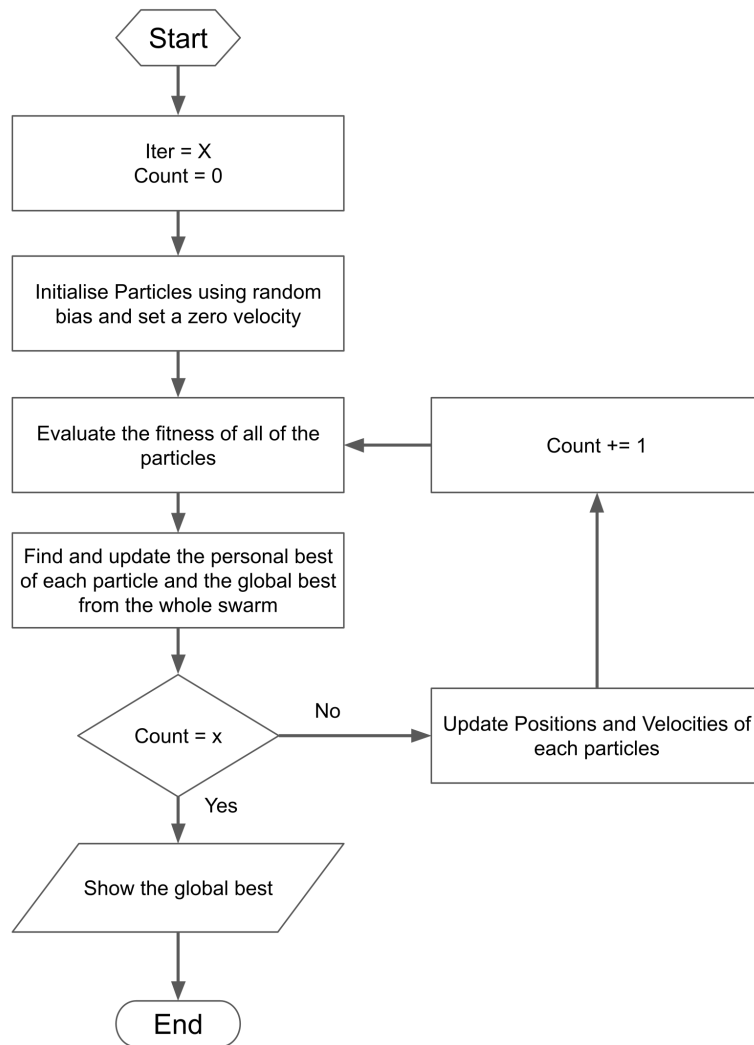 Start
Iter = X
Count = 0
Initialise Particles using random
bias and set a zero velocity
Evaluate the fitness of all of the
particles
Count += 1
Find and update the personal best
of each particle and the global best
from the whole swarm
Count = x
No
Update Positions and Velocities of
each particles
Yes
Show the global best
End